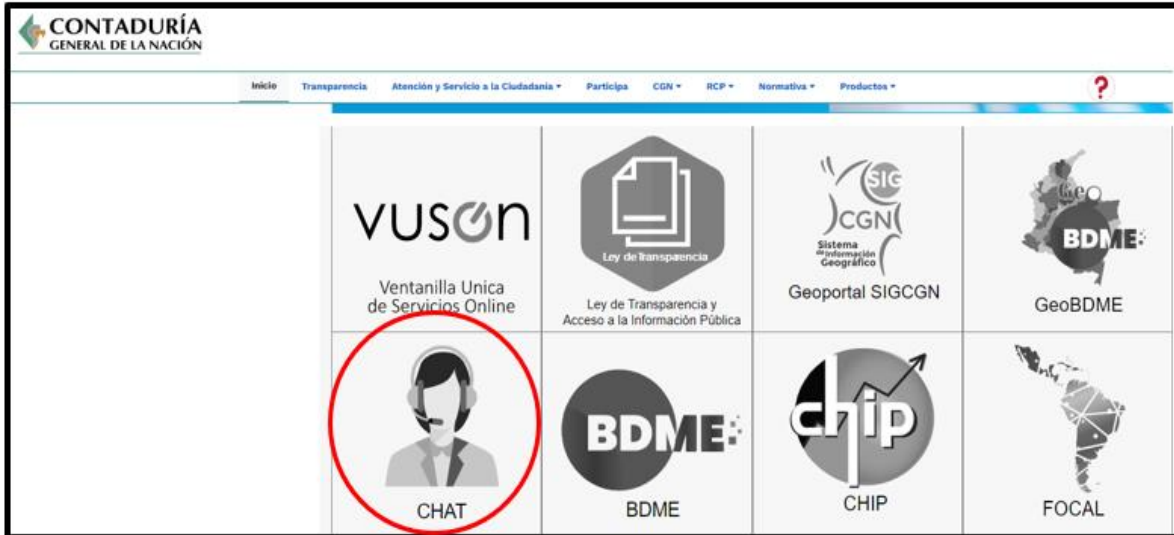 CONTADURÍA
GENERAL DE LA NACIÓN
Inicio Transparencia Atención y Servicio a la Ciudadanía Participa CGN RCP Normativa Productos ?
vuson
Ventanilla Unica
de Servicios Online
Ley de Transparencia
Ley de Transparencia y
Acceso a la Información Pública
SIG
CGN
Sistema
de Información
Geográfico
Geoportal SIGCGN
Geo
BDME
GeoBDME
CHAT
BDME
BDME
chip
CHIP
FOCAL